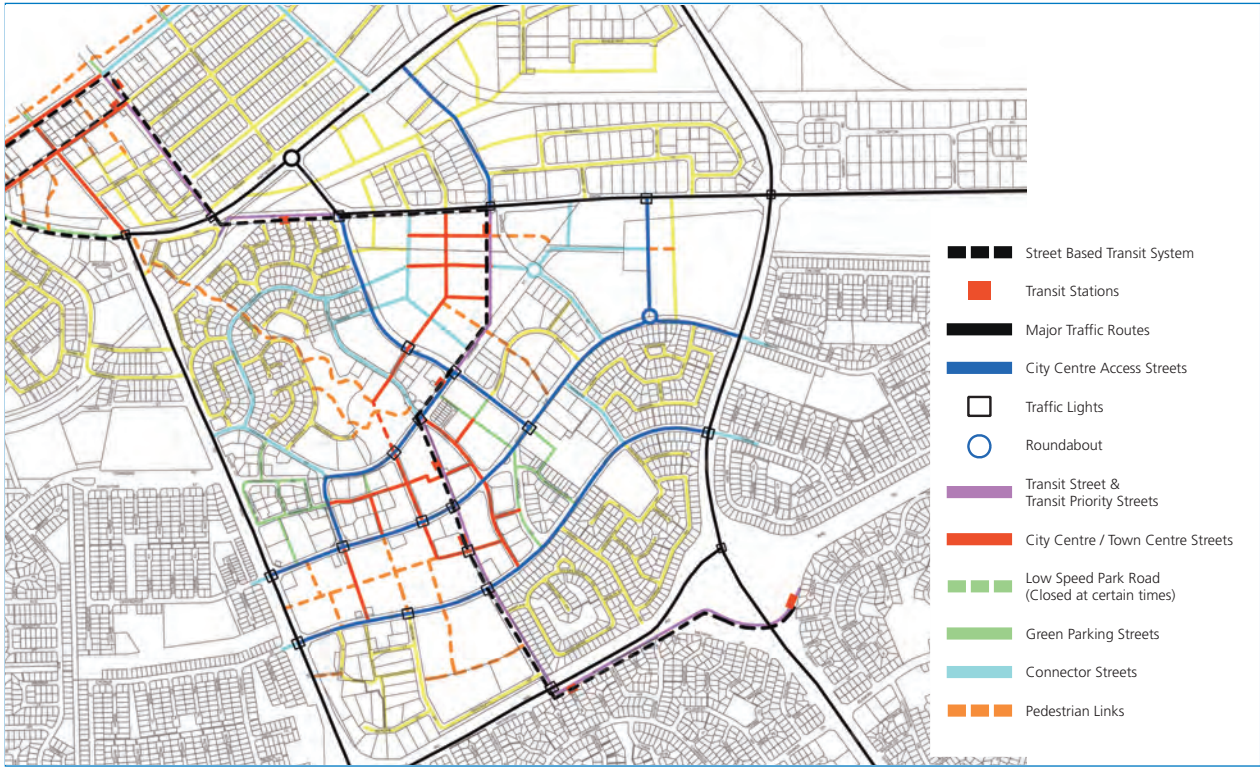 Street Based Transit System
Transit Stations
Major Traffic Routes
City Centre Access Streets
Traffic Lights
Roundabout
Transit Street &
Transit Priority Streets
City Centre / Town Centre Streets
Low Speed Park Road
(Closed at certain times)
Green Parking Streets
Connector Streets
Pedestrian Links